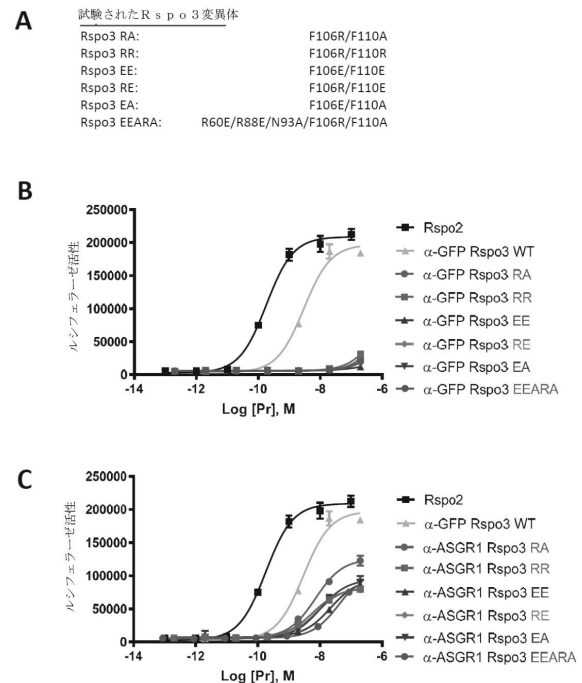 A
試験されたＲｓｐｏ３変異体
Rspo3 RA: F106R/F110A
Rspo3 RR: F106R/F110R
Rspo3 EE: F106E/F110E
Rspo3 RE: F106R/F110E
Rspo3 EA: F106E/F110A
Rspo3 EEARA: R60E/R88E/N93A/F106R/F110A
B
ルシフェラーゼ活性
250000
200000
150000
100000
50000
0
-14 -12 -10 -8 -6
Log [Pr], M
Rspo2
α-GFP Rspo3 WT
α-GFP Rspo3 RA
α-GFP Rspo3 RR
α-GFP Rspo3 EE
α-GFP Rspo3 RE
α-GFP Rspo3 EA
α-GFP Rspo3 EEARA
C
ルシフェラーゼ活性
250000
200000
150000
100000
50000
0
-14 -12 -10 -8 -6
Log [Pr], M
Rspo2
α-GFP Rspo3 WT
α-ASGR1 Rspo3 RA
α-ASGR1 Rspo3 RR
α-ASGR1 Rspo3 EE
α-ASGR1 Rspo3 RE
α-ASGR1 Rspo3 EA
α-ASGR1 Rspo3 EEARA